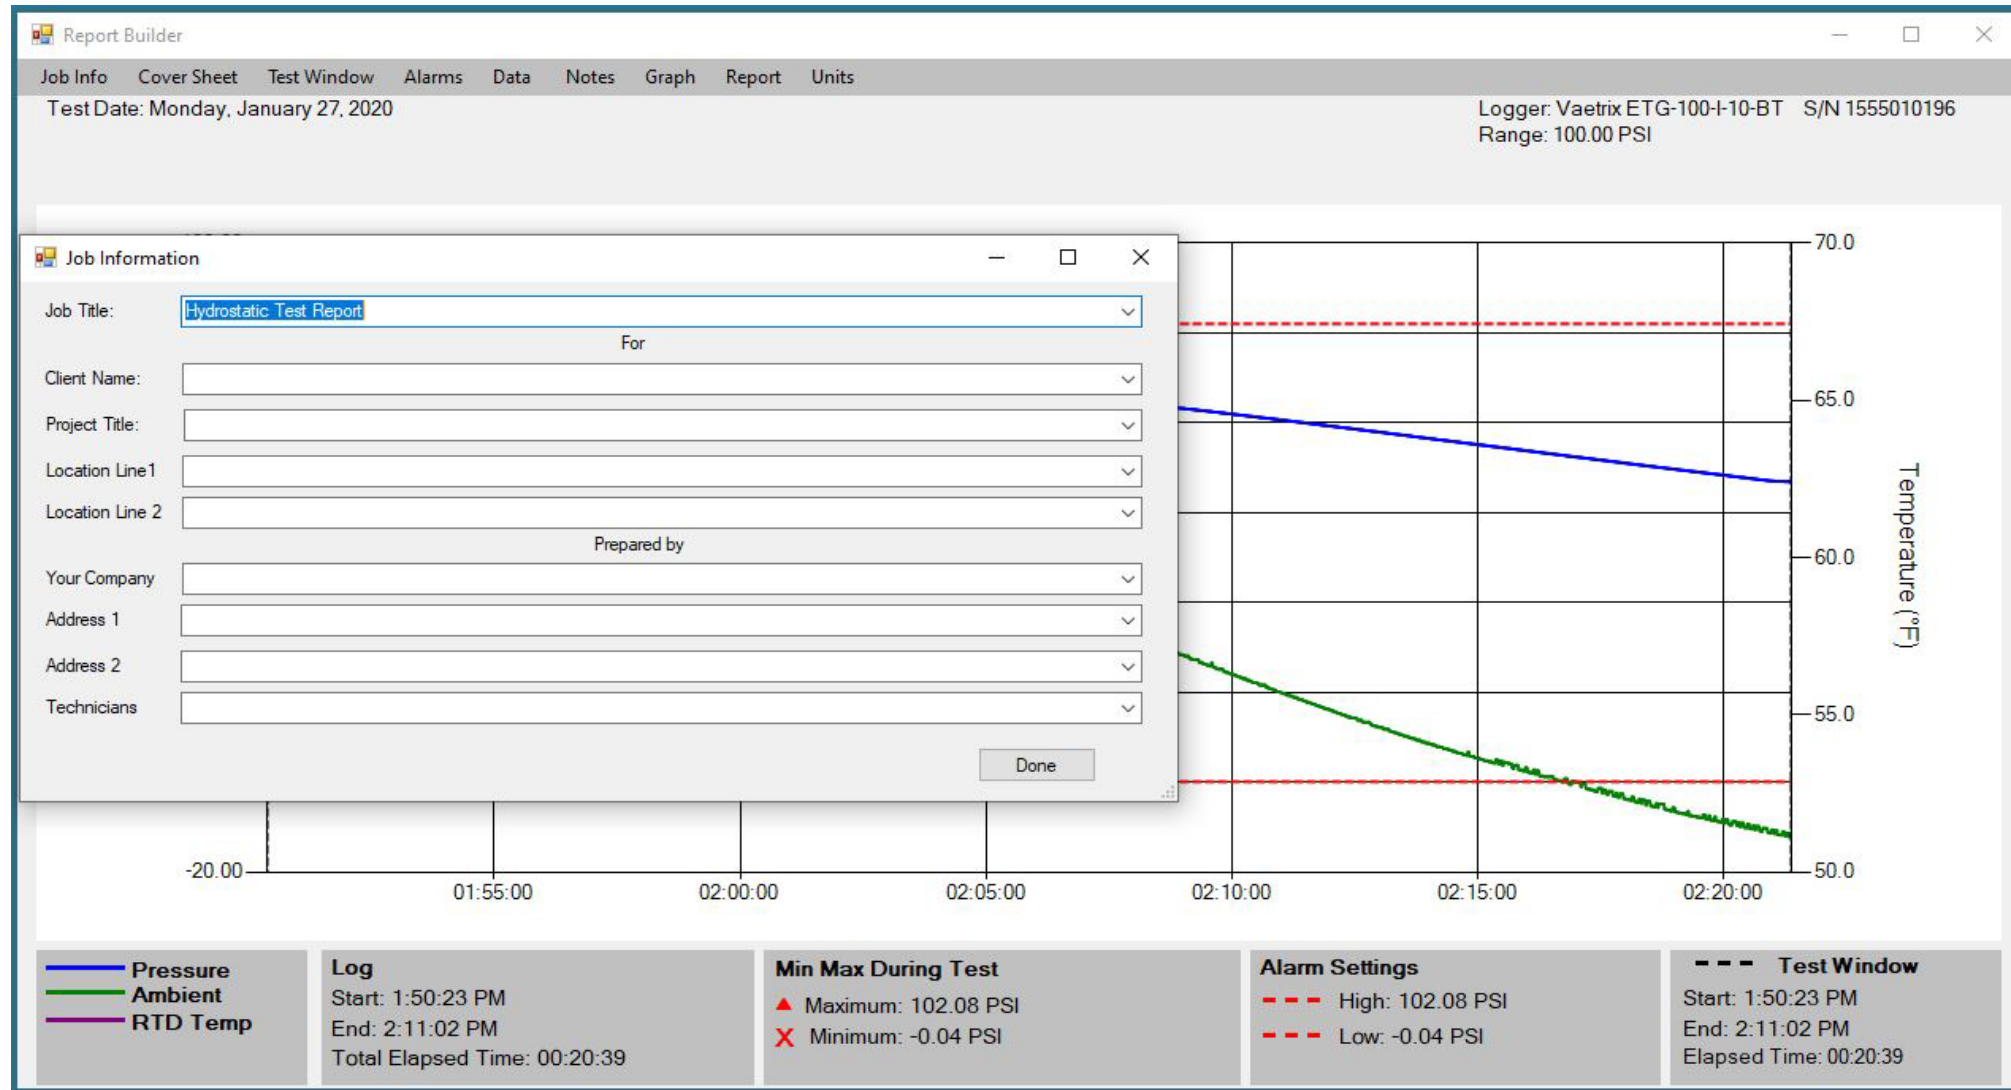 Report Builder
Job Info Cover Sheet Test Window Alarms Data Notes Graph Report Units
Test Date: Monday, January 27, 2020
Logger: Vaetrix ETG-100-I-10-BT S/N 1555010196
Range: 100.00 PSI
Job Information
Job Title: Hydrostatic Test Report
For
Client Name:
Project Title:
Location Line1
Location Line 2
Prepared by
Your Company
Address 1
Address 2
Technicians
Done
70.0
65.0
60.0
55.0
50.0
Temperature (°F)
-20.00
01:55:00 02:00:00 02:05:00 02:10:00 02:15:00 02:20:00
Pressure
Ambient
RTD Temp
Log
Start: 1:50:23 PM
End: 2:11:02 PM
Total Elapsed Time: 00:20:39
Min Max During Test
Maximum: 102.08 PSI
X Minimum: -0.04 PSI
Alarm Settings
High: 102.08 PSI
Low: -0.04 PSI
Test Window
Start: 1:50:23 PM
End: 2:11:02 PM
Elapsed Time: 00:20:39